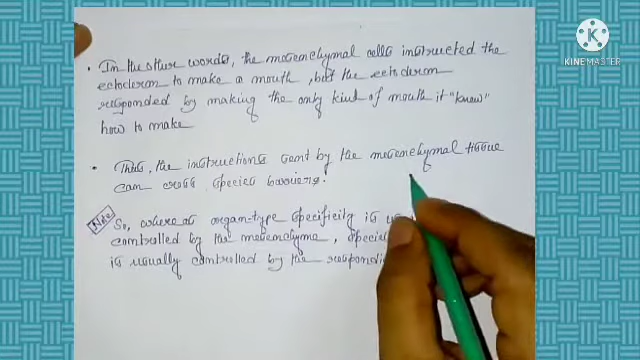 KINEMASTER
• In the other words, the mesenchymal cells instructed the
ectoderm to make a mouth, but the ectoderm
responded by making the only kind of mouth it "knew"
how to make
• Thus, the instructions sent by the mesenchymal tissue
can cross species barriers!
Note So, whereas organ-type specificity is
controlled by the mesenchyme, species
is usually controlled by the